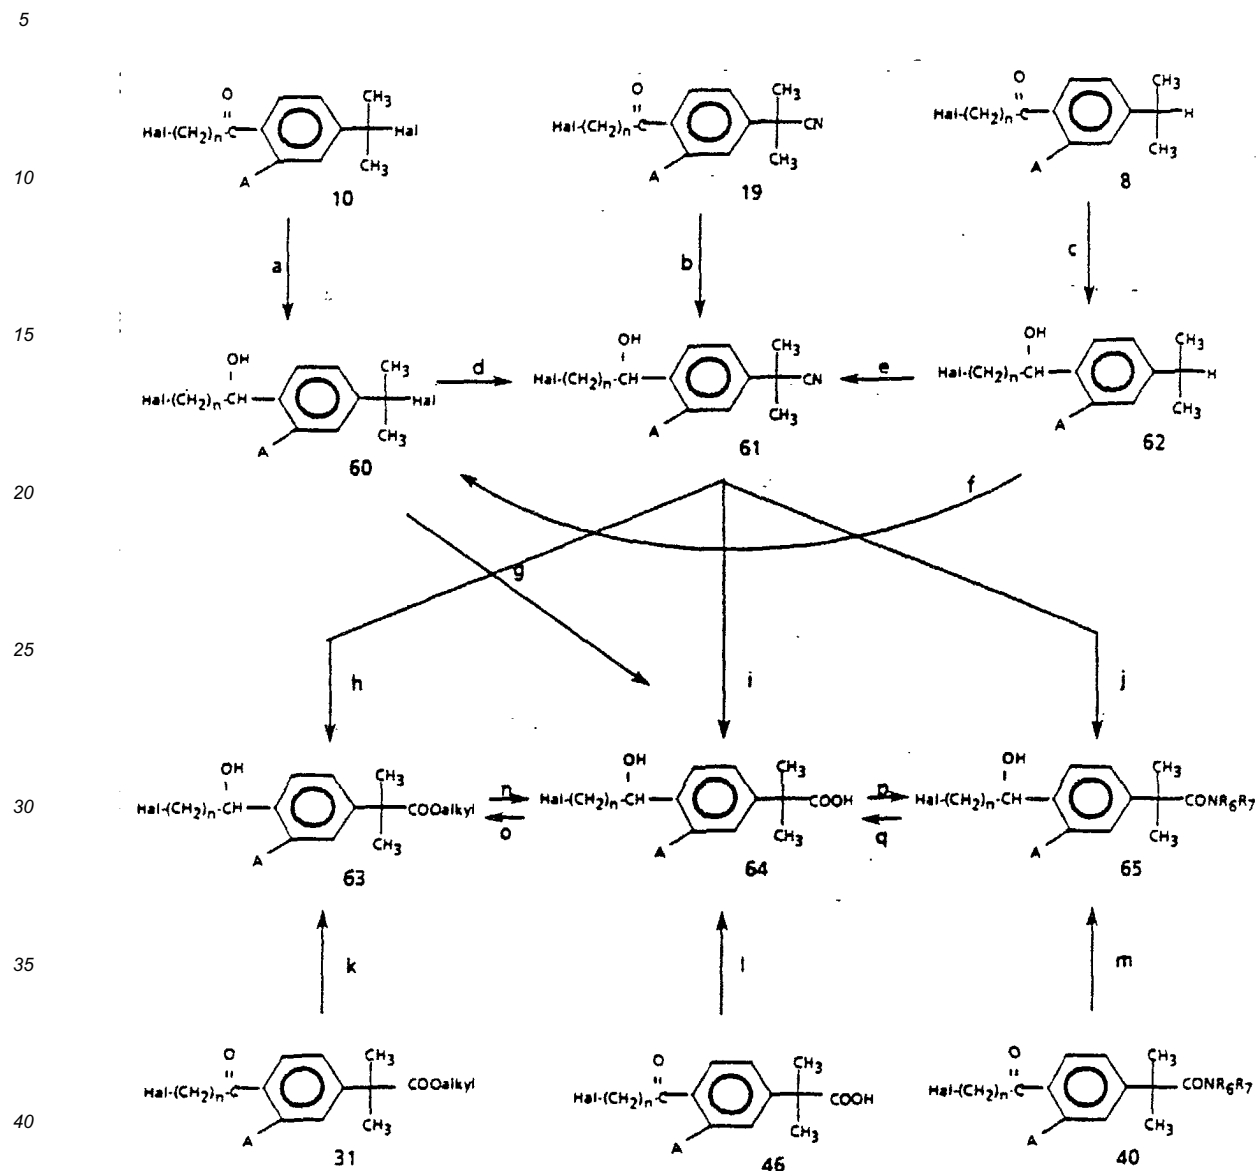 5
O
CH3
Hal-(CH2)n-C
Hal
CH3
A
10
O
CH3
Hal-(CH2)n-C
CN
CH3
A
19
O
CH3
Hal-(CH2)n-C
H
CH3
A
8
10
a
b
c
15
OH
CH3
Hal-(CH2)n-CH
Hal
CH3
A
60
d
OH
CH3
Hal-(CH2)n-CH
CN
CH3
A
61
e
OH
CH3
Hal-(CH2)n-CH
H
CH3
A
62
20
f
g
25
h
i
j
OH
CH3
Hal-(CH2)n-CH
COOalkyl
CH3
A
63
30
n
o
OH
CH3
Hal-(CH2)n-CH
COOH
CH3
A
64
p
q
OH
CH3
Hal-(CH2)n-CH
CONR6R7
CH3
A
65
35
k
l
m
O
CH3
Hal-(CH2)n-C
COOalkyl
CH3
A
31
O
CH3
Hal-(CH2)n-C
COOH
CH3
A
46
O
CH3
Hal-(CH2)n-C
CONR6R7
CH3
A
40
40